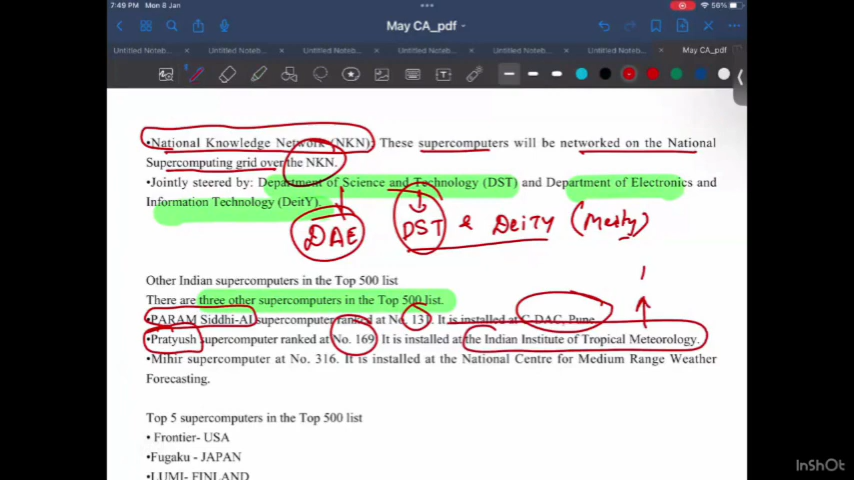 7:49 PM Mon 8 Jan
56%
May CA_pdf
Untitled Noteb... Untitled Noteb... Untitled Noteb... Untitled Noteb... Untitled Noteb... Untitled Noteb... May CA_pdf
•National Knowledge Network (NKN): These supercomputers will be networked on the National
Supercomputing grid over the NKN.
•Jointly steered by: Department of Science and Technology (DST) and Department of Electronics and
Information Technology (DeitY).
DAE DST & DeiTY (Meity)
Other Indian supercomputers in the Top 500 list
There are three other supercomputers in the Top 500 list.
•PARAM Siddhi-AI supercomputer ranked at No. 131. It is installed at C-DAC, Pune.
•Pratyush supercomputer ranked at No. 169. It is installed at the Indian Institute of Tropical Meteorology.
•Mihir supercomputer at No. 316. It is installed at the National Centre for Medium Range Weather
Forecasting.
Top 5 supercomputers in the Top 500 list
• Frontier- USA
•Fugaku - JAPAN
•LUMI- FINLAND
InShOt